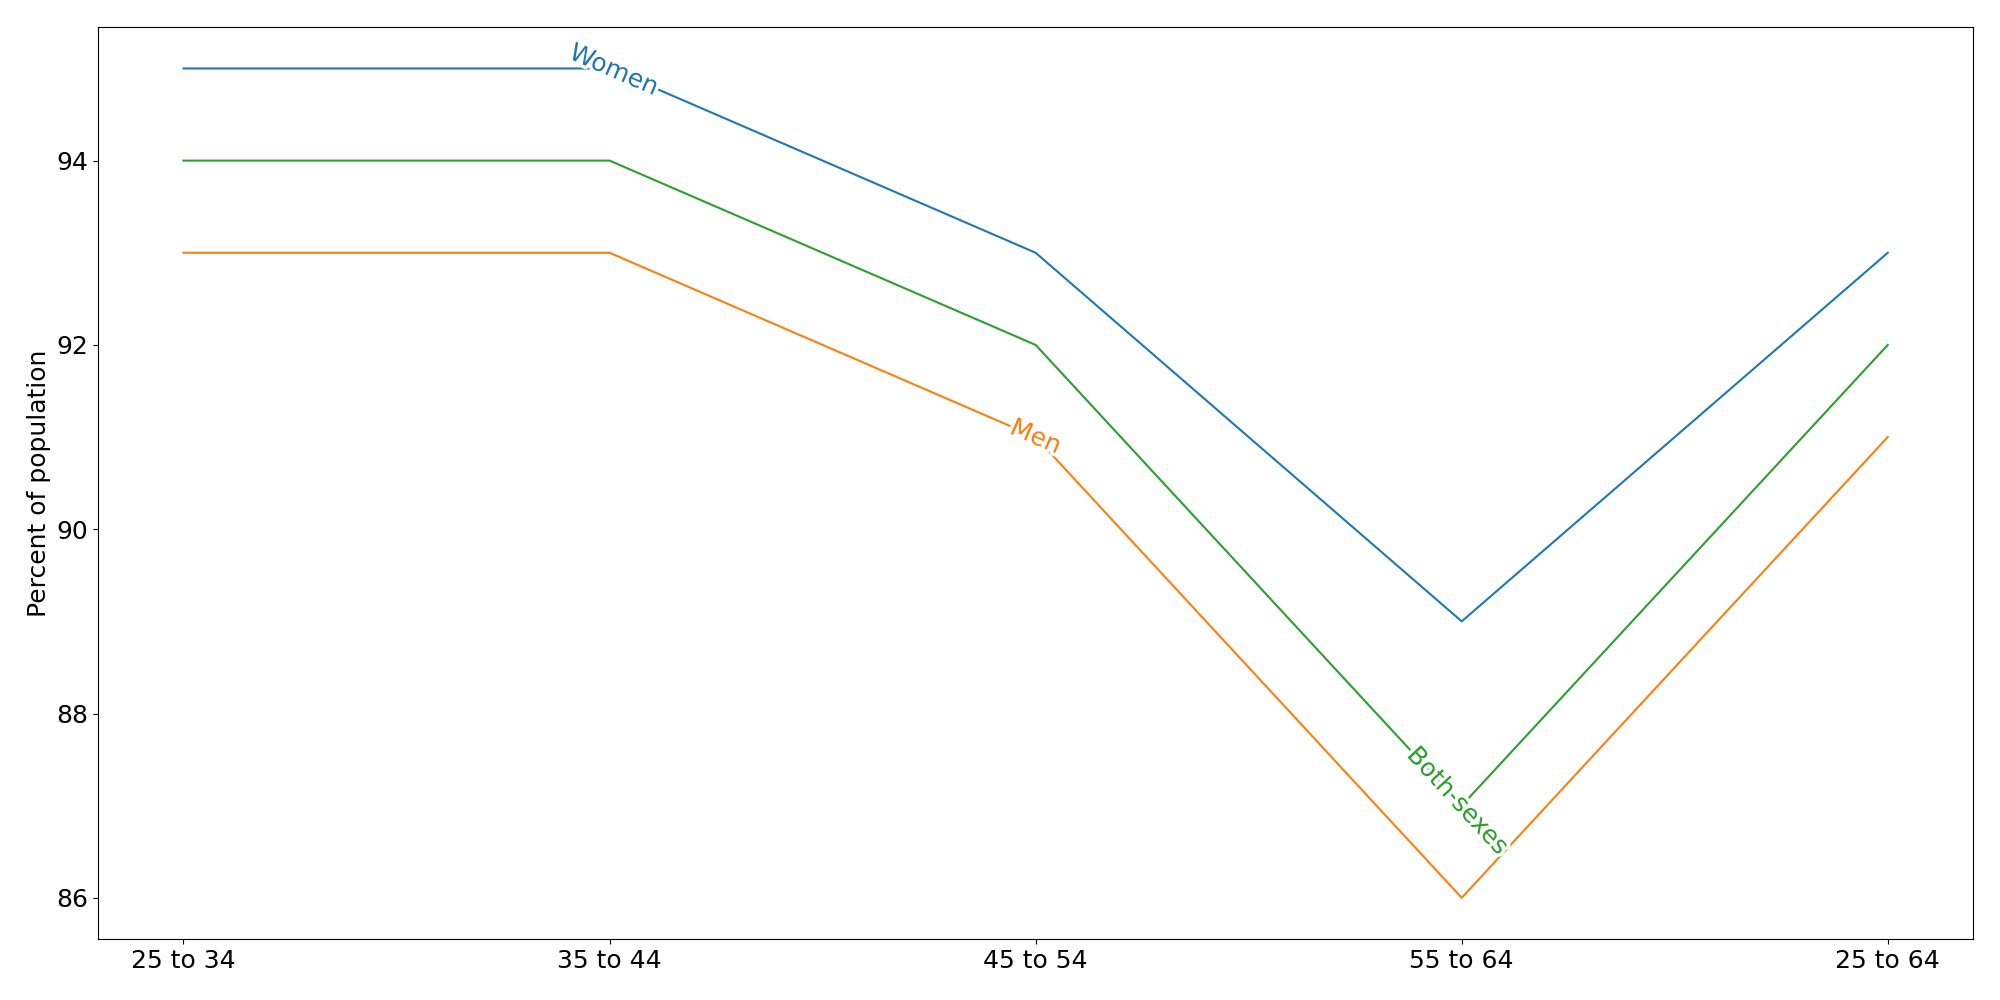 Women
94
92
Men
90
88
Both-sexes
86
Percent of population
25 to 34
35 to 44
45 to 54
55 to 64
25 to 64